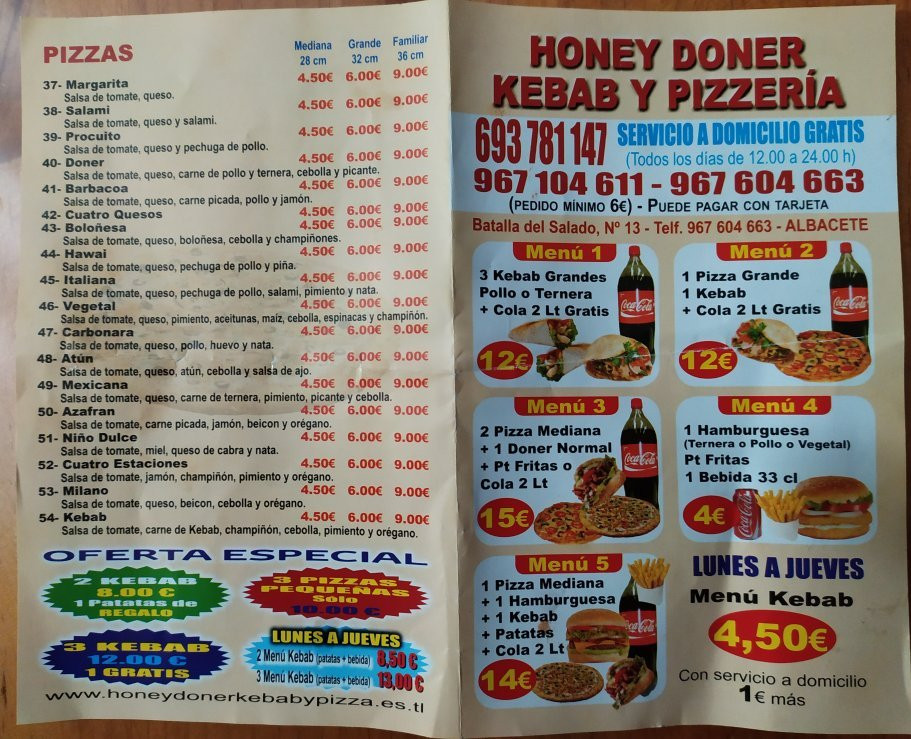 PIZZAS
Mediana Grande Familiar
28 cm 32 cm 36 cm
37- Margarita 4.50€ 6.00€ 9.00€
Salsa de tomate, queso.
38- Salami 4.50€ 6.00€ 9.00€
Salsa de tomate, queso y salami.
39- Procuito 4.50€ 6.00€ 9.00€
Salsa de tomate, queso y pechuga de pollo.
40- Doner 4.50€ 6.00€ 9.00€
Salsa de tomate, queso, carne de pollo y ternera, cebolla y picante.
41- Barbacoa 4.50€ 6.00€ 9.00€
Salsa de tomate, queso, carne picada, pollo y jamón.
42- Cuatro Quesos 4.50€ 6.00€ 9.00€
43- Boloñesa 4.50€ 6.00€ 9.00€
Salsa de tomate, queso, boloñesa, cebolla y champiñones.
44- Hawai 4.50€ 6.00€ 9.00€
Salsa de tomate, queso, pechuga de pollo y piña.
45- Italiana 4.50€ 6.00€ 9.00€
Salsa de tomate, queso, pechuga de pollo, salami, pimiento y nata.
46- Vegetal 4.50€ 6.00€ 9.00€
Salsa de tomate, queso, pimiento, aceitunas, maíz, cebolla, espinacas y champiñón.
47- Carbonara 4.50€ 6.00€ 9.00€
Salsa de tomate, queso, pollo, huevo y nata.
48- Atún 4.50€ 6.00€ 9.00€
Salsa de tomate, queso, atún, cebolla y salsa de ajo.
49- Mexicana 4.50€ 6.00€ 9.00€
Salsa de tomate, queso, carne de ternera, pimiento, picante y cebolla.
50- Azafran 4.50€ 6.00€ 9.00€
Salsa de tomate, carne picada, jamón, beicon y orégano.
51- Niño Dulce 4.50€ 6.00€ 9.00€
Salsa de tomate, miel, queso de cabra y nata.
52- Cuatro Estaciones 4.50€ 6.00€ 9.00€
Salsa de tomate, jamón, champiñón, pimiento y orégano.
53- Milano 4.50€ 6.00€ 9.00€
Salsa de tomate, queso, beicon, cebolla y orégano.
54- Kebab 4.50€ 6.00€ 9.00€
Salsa de tomate, carne de Kebab, champiñón, cebolla, pimiento y orégano.
OFERTA ESPECIAL
2 KEBAB
8.00 €
1 Patatas de
REGALO
3 PIZZAS
PEQUEÑAS
Solo
10.00 €
3 KEBAB
12.00 €
1 GRATIS
LUNES A JUEVES
2 Menú Kebab (patatas + bebida) 8,50 €
3 Menú Kebab (patatas + bebida) 13,00 €
www.honeydonerkebabypizza.es.tl
HONEY DONER
KEBAB Y PIZZERÍA
693 781 147 SERVICIO A DOMICILIO GRATIS
(Todos los días de 12.00 a 24.00 h)
967 104 611 - 967 604 663
(PEDIDO MÍNIMO 6€) - PUEDE PAGAR CON TARJETA
Batalla del Salado, Nº 13 - Telf. 967 604 663 - ALBACETE
Menú 1
3 Kebab Grandes
Pollo o Ternera
+ Cola 2 Lt Gratis
Coca-Cola
12€
Menú 2
1 Pizza Grande
1 Kebab
+ Cola 2 Lt Gratis
Coca-Cola
12€
Menú 3
2 Pizza Mediana
+ 1 Doner Normal
+ Pt Fritas o
Cola 2 Lt
Coca-Cola
15€
Menú 4
1 Hamburguesa
(Ternera o Pollo o Vegetal)
Pt Fritas
1 Bebida 33 cl
Coca-Cola
4€
Menú 5
1 Pizza Mediana
+ 1 Hamburguesa
+ 1 Kebab
+ Patatas
+ Cola 2 Lt
Coca-Cola
14€
LUNES A JUEVES
Menú Kebab
4,50€
Con servicio a domicilio
1€ más